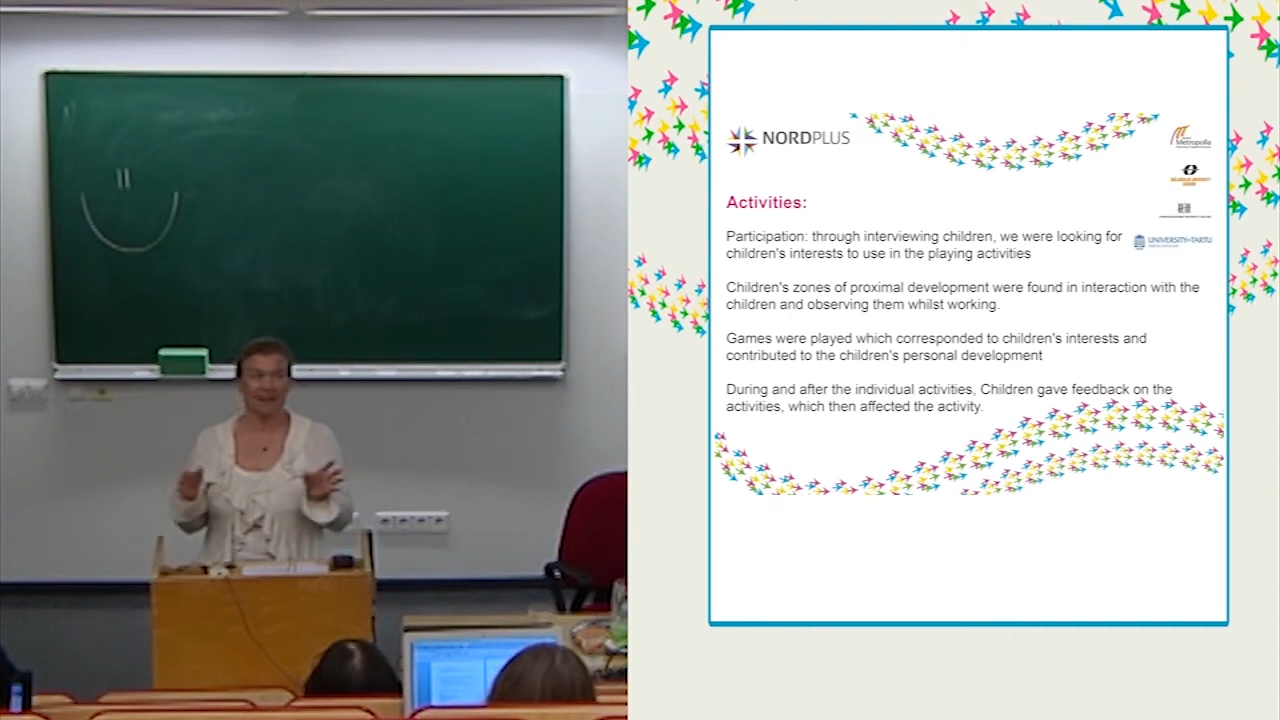 NORDPLUS
Metropolia
UNIVERSITY OF TARTU
Activities:
Participation: through interviewing children, we were looking for
children's interests to use in the playing activities
Children's zones of proximal development were found in interaction with the
children and observing them whilst working.
Games were played which corresponded to children's interests and
contributed to the children's personal development
During and after the individual activities, Children gave feedback on the
activities, which then affected the activity.